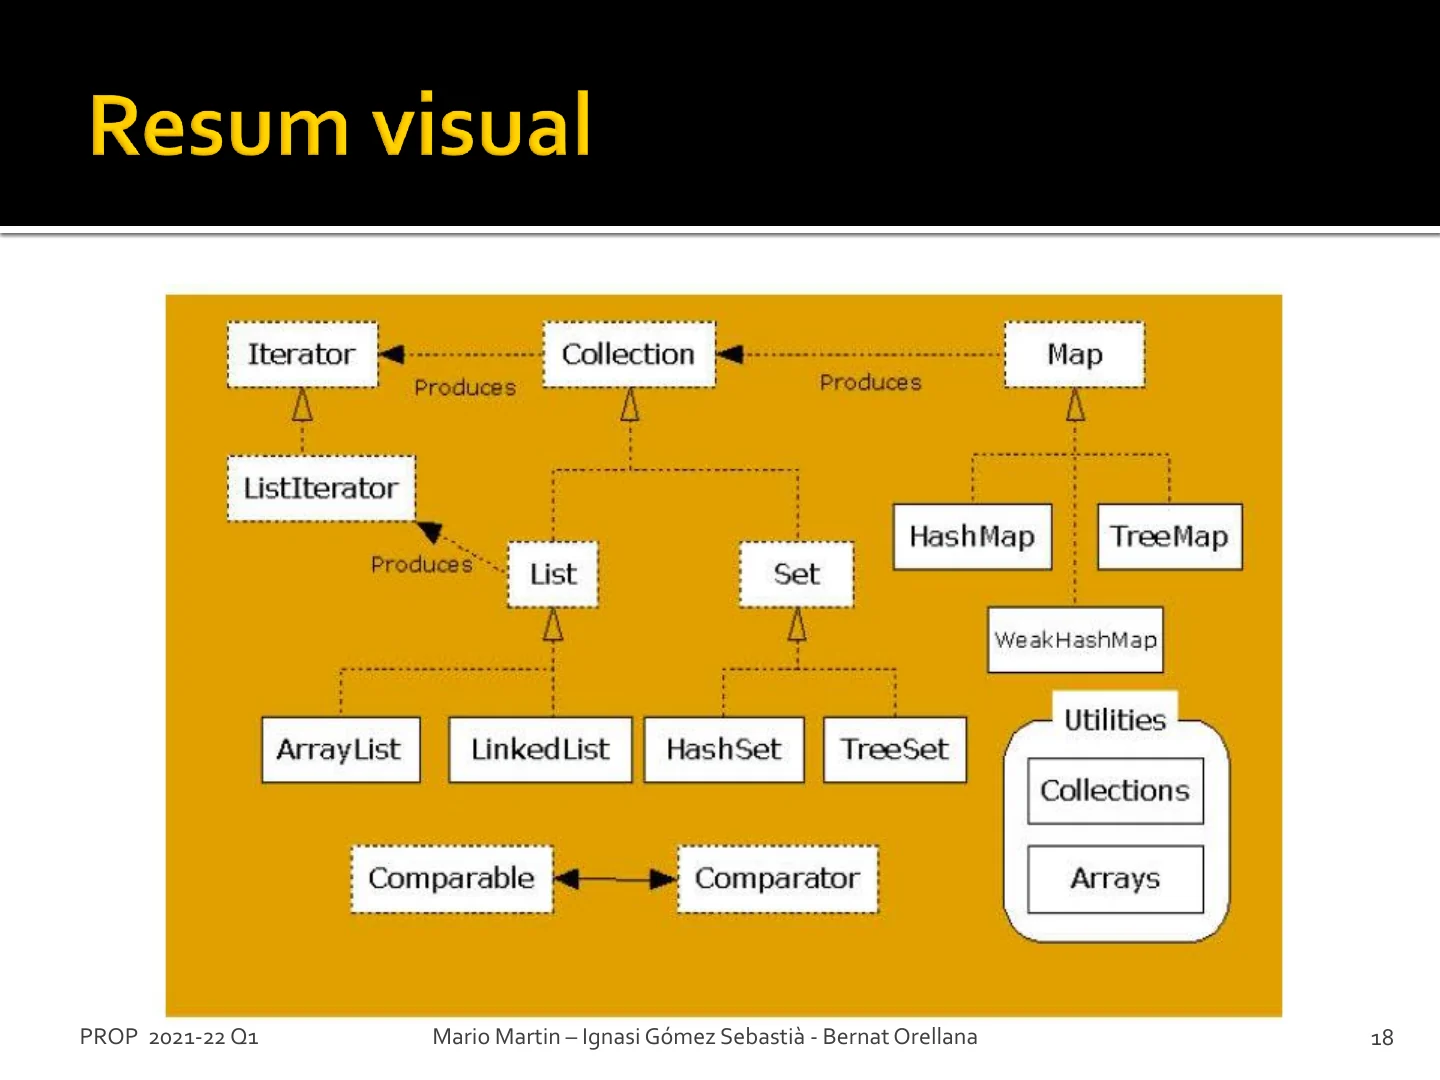 Resum visual
Iterator
Collection
Map
Produces
Produces
ListIterator
HashMap
TreeMap
Produces
List
Set
WeakHashMap
Utilities
ArrayList
LinkedList
HashSet
TreeSet
Collections
Comparable
Comparator
Arrays
PROP 2021-22 Q1
Mario Martin – Ignasi Gómez Sebastià - Bernat Orellana
18